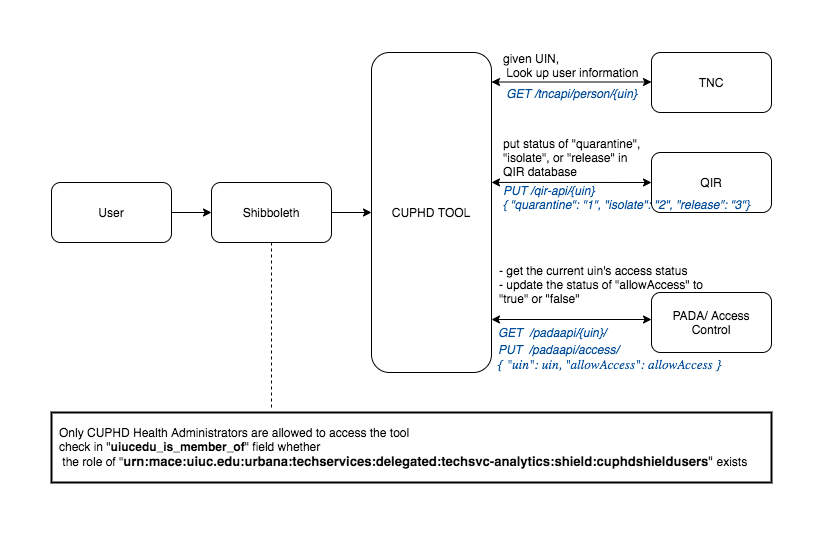 User
Shibboleth
CUPHD TOOL
given UIN,
Look up user information
GET /tncapi/person/{uin}
TNC
put status of "quarantine",
"isolate", or "release" in
QIR database
PUT /qir-api/{uin}
{ "quarantine": "1", "isolate": "2", "release": "3"}
QIR
- get the current uin's access status
- update the status of "allowAccess" to
"true" or "false"
GET /padaapi/{uin}/
PUT /padaapi/access/
{ "uin": uin, "allowAccess": allowAccess }
PADA/ Access
Control
Only CUPHD Health Administrators are allowed to access the tool
check in "uiucedu_is_member_of" field whether
the role of "urn:mace:uiuc.edu:urbana:techservices:delegated:techsvc-analytics:shield:cuphdshieldusers" exists